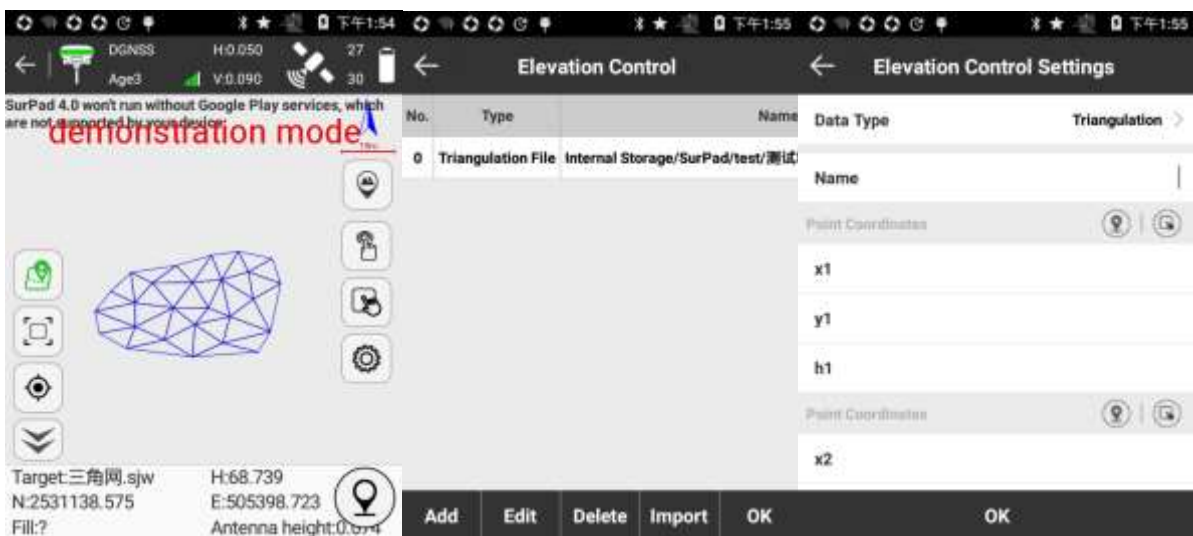 下午1:54
DGNSS H:0.050 27
Age3 V:0.090 30
SurPad 4.0 won't run without Google Play services, which
are not supported by your device.
demonstration mode
Target:三角网.sjw H:68.739
N:2531138.575 E:505398.723
Fill:? Antenna height:0.074
下午1:55
Elevation Control
No. Type Name
0 Triangulation File Internal Storage/SurPad/test/测试
Add Edit Delete Import OK
下午1:55
Elevation Control Settings
Data Type Triangulation
Name
Point Coordinates
x1
y1
h1
Point Coordinates
x2
OK